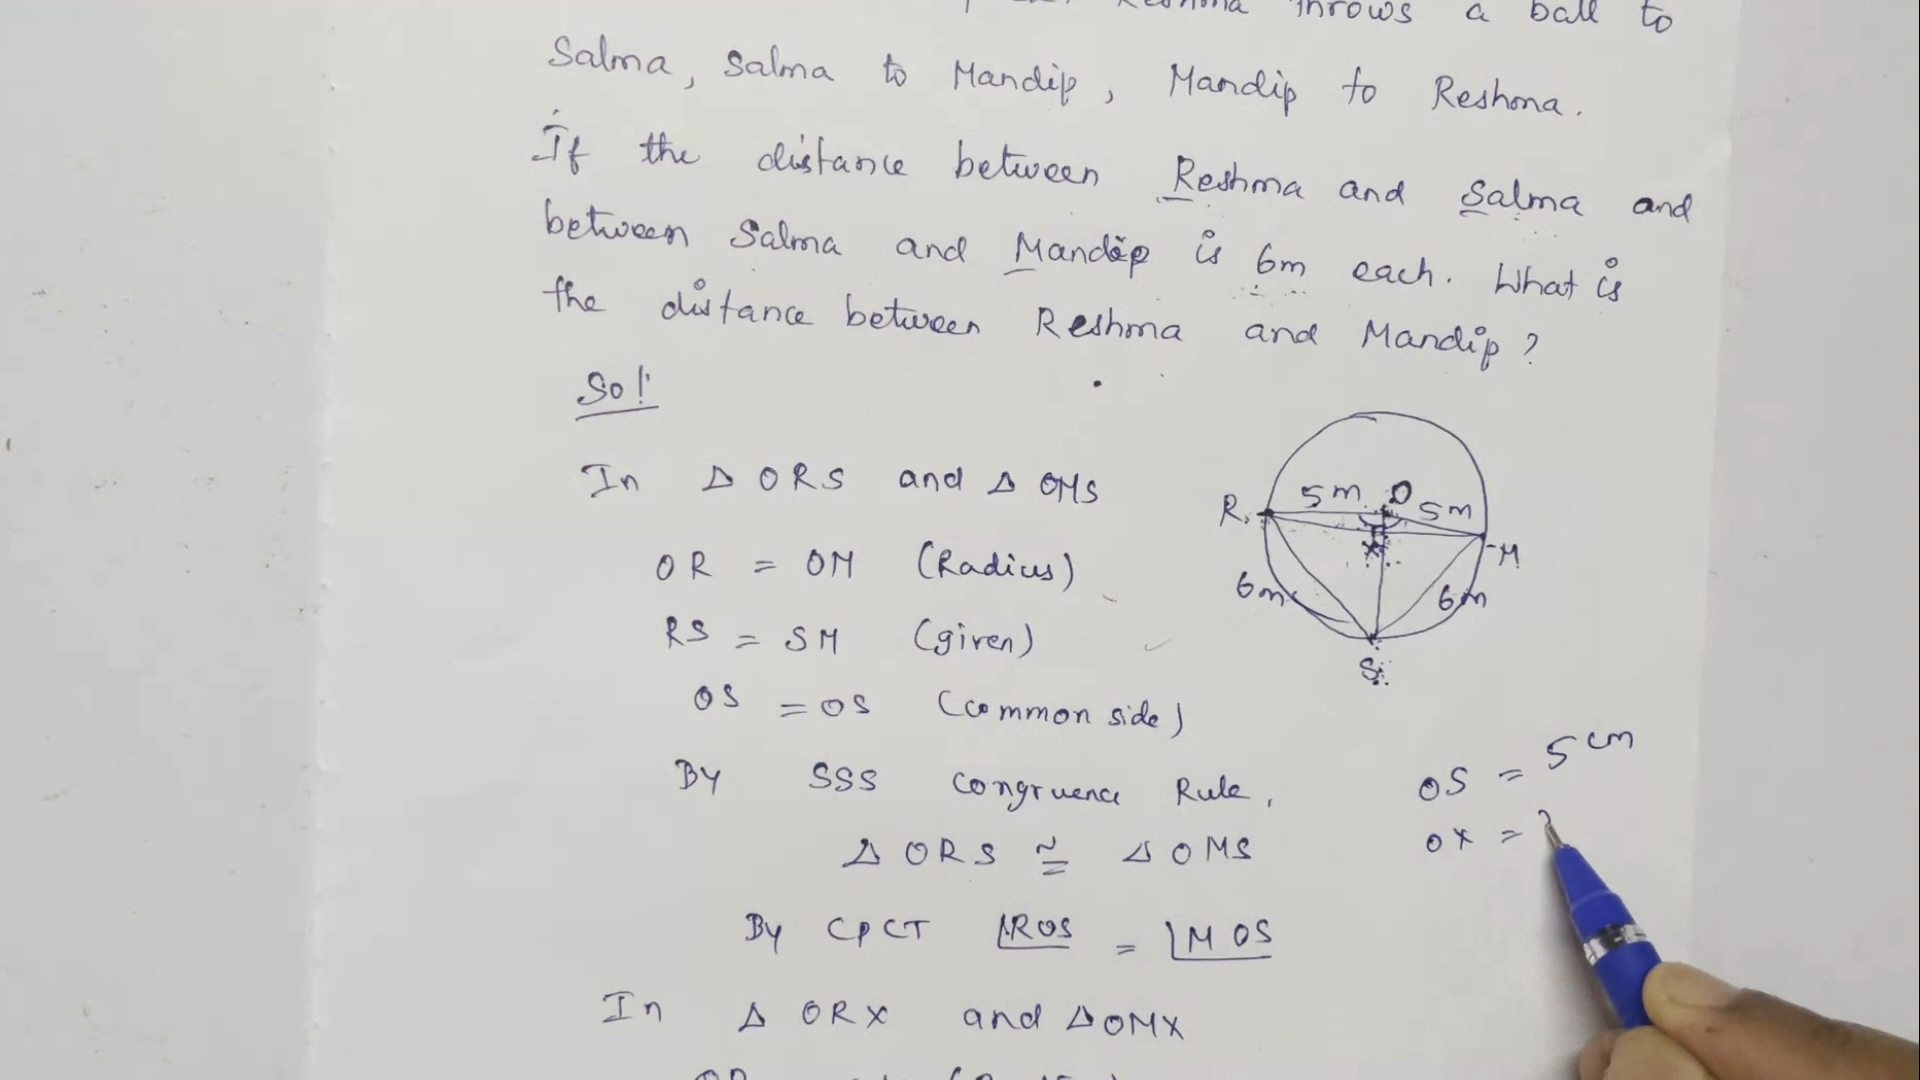 Reshma throws a ball to
Salma, Salma to Mandip, Mandip to Reshma.
If the distance between Reshma and Salma and
between Salma and Mandip is 6m each. What is
the distance between Reshma and Mandip?
Sol
In Δ ORS and Δ OMS
OR = OM (Radius)
RS = SM (given)
OS = OS (common side)
By SSS congruence Rule,
Δ ORS ≅ Δ OMS
By CPCT ∠ROS = ∠MOS
In Δ ORX and Δ OMX
R
5m
O
5m
X
M
6m
6m
S
OS = 5cm
OX =